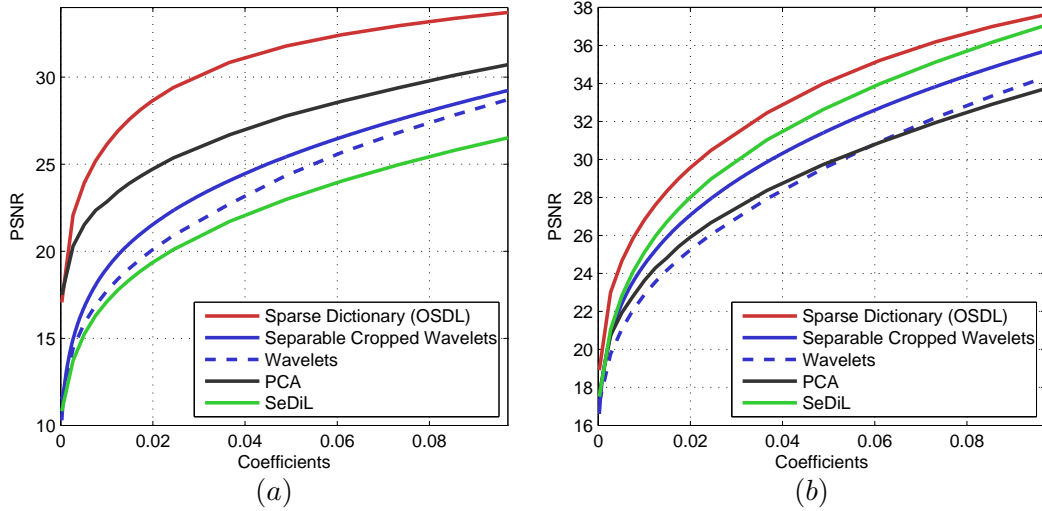 30
25
20
15
10
PSNR
0
0.02
0.04
0.06
0.08
Coefficients
Sparse Dictionary (OSDL)
Separable Cropped Wavelets
Wavelets
PCA
SeDiL
(a)
38
36
34
32
30
28
26
24
22
20
18
16
PSNR
0
0.02
0.04
0.06
0.08
Coefficients
Sparse Dictionary (OSDL)
Separable Cropped Wavelets
Wavelets
PCA
SeDiL
(b)